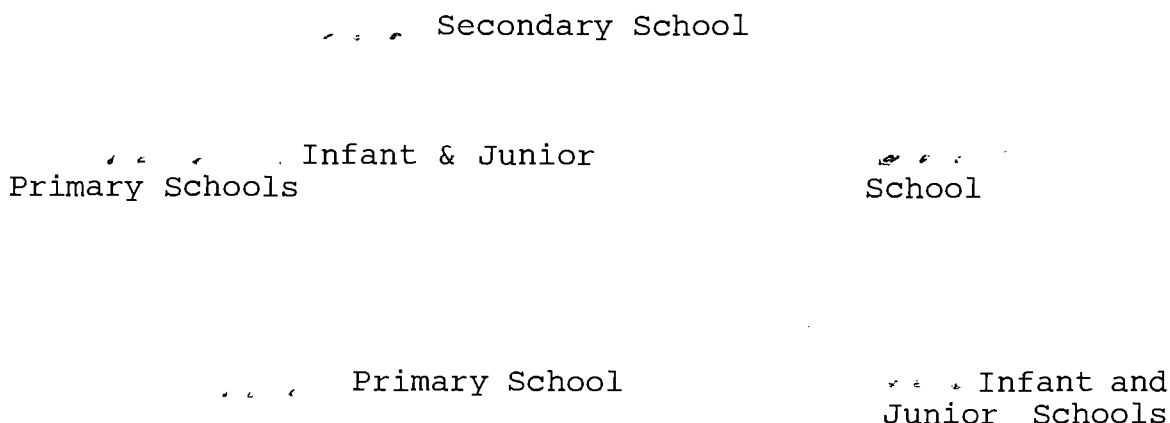 ... Secondary School
... Infant & Junior
Primary Schools
...
School
... Primary School
... Infant and
Junior Schools